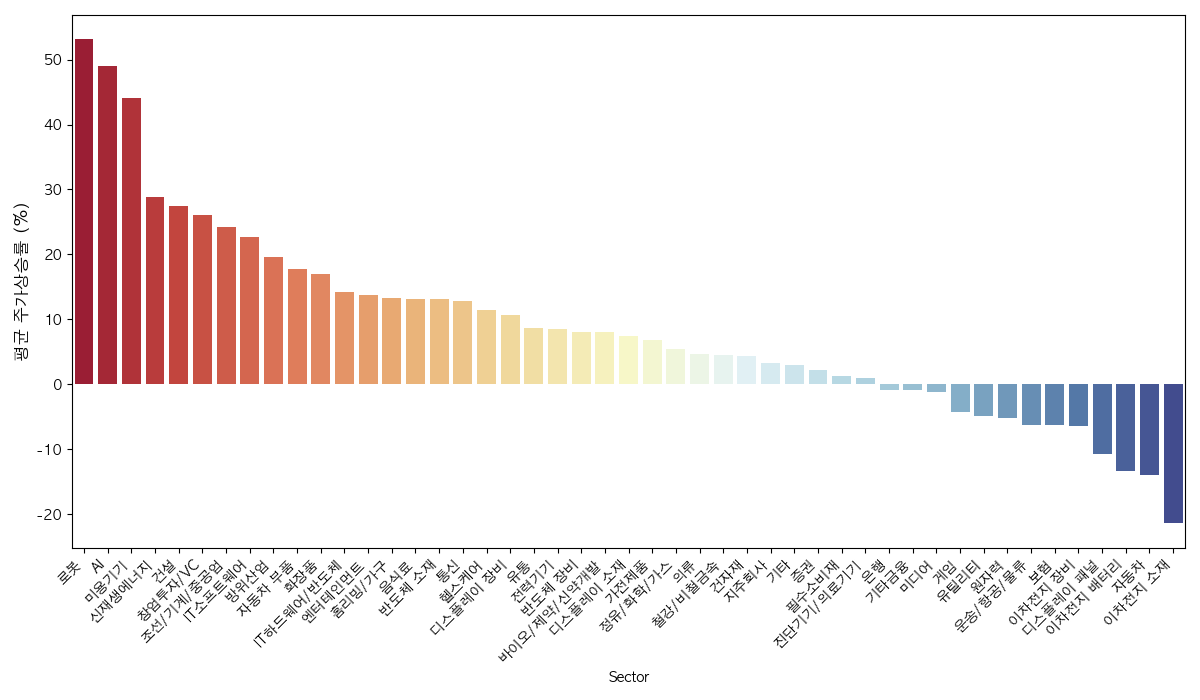 평균 주가상승률 (%)
50
40
30
20
10
0
-10
-20
로봇
AI
미용기기
신재생에너지
건설
창업투자/VC
조선/기계/중공업
IT소프트웨어
방위산업
자동차 부품
화장품
IT하드웨어/반도체
엔터테인먼트
홈리빙/가구
음식료
반도체 소재
통신
헬스케어
디스플레이 장비
유통
전력기기
반도체 장비
바이오/제약/신약개발
디스플레이 소재
가전제품
정유/화학/가스
의류
철강/비철금속
건자재
지주회사
기타
증권
필수소비재
진단기기/의료기기
은행
기타금융
미디어
게임
유틸리티
원자력
운송/항공/물류
보험
이차전지 장비
디스플레이 패널
이차전지 배터리
자동차
이차전지 소재
Sector